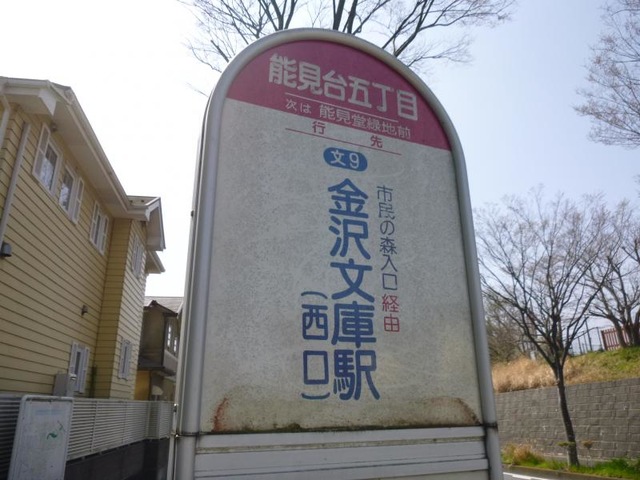 能見台五丁目
次は 能見堂緑地前
行先
文9
市民の森入口 経由
金沢文庫駅
(西口)